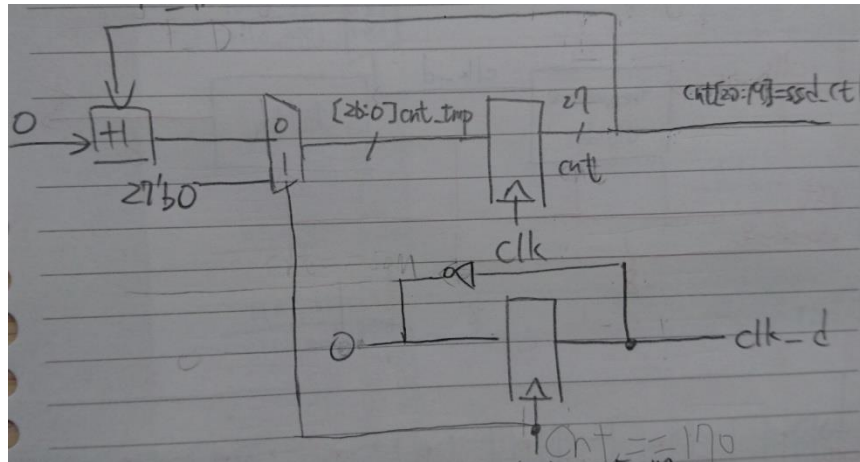 0
+1
27'b0
0
1
[26:0]cnt_tmp
27
cnt
cnt[20:19]=ssd_ct
clk
0
clk_d
Cnt==170